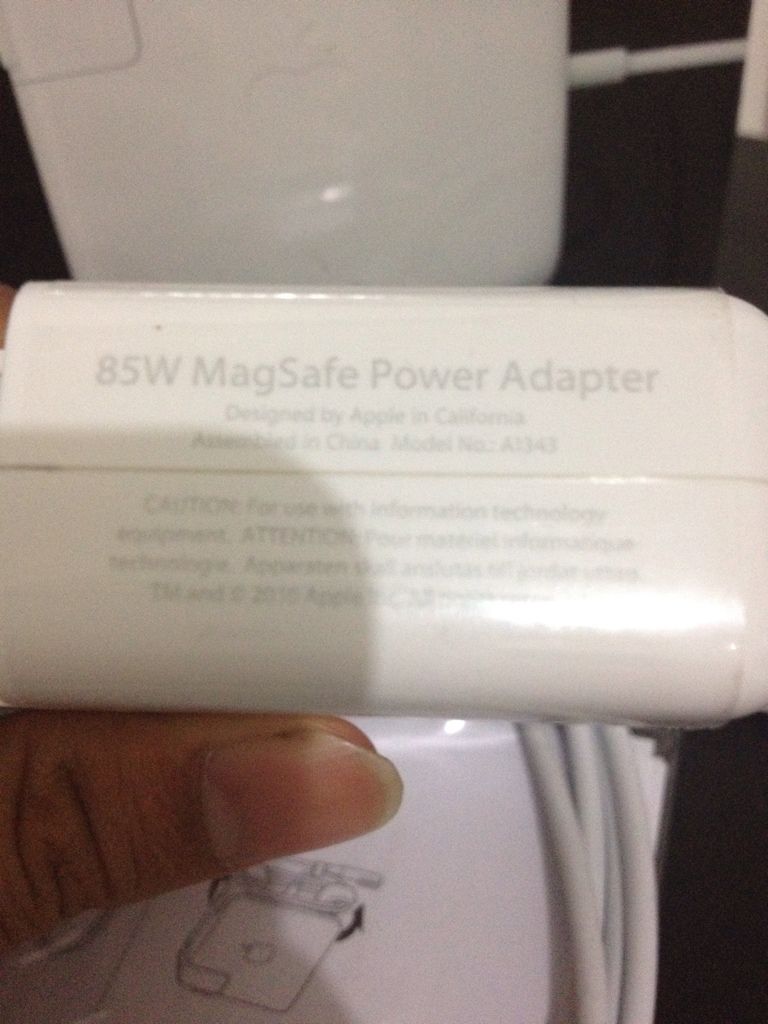 85W MagSafe Power Adapter
Designed by Apple in California
Assembled in China Model No.: A1343
CAUTION: For use with information technology
equipment. ATTENTION: Pour matériel informatique
technologie. Apparaten skall anslutas till jordat uttag
TM and © 2010 Apple Inc. All rights